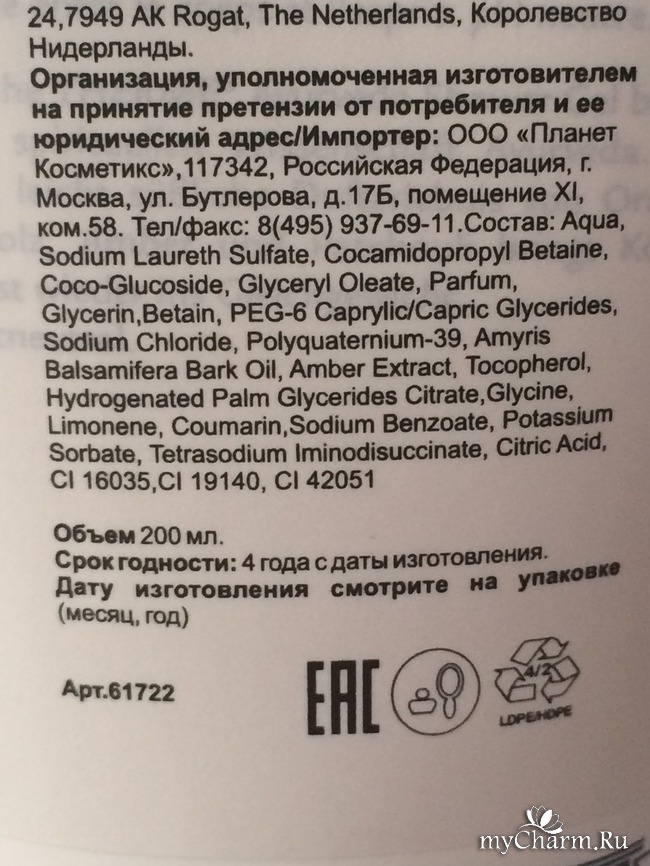 24,7949 AK Rogat, The Netherlands, Королевство
Нидерланды.
Организация, уполномоченная изготовителем
на принятие претензии от потребителя и ее
юридический адрес/Импортер: ООО «Планет
Косметикс»,117342, Российская Федерация, г.
Москва, ул. Бутлерова, д.17Б, помещение XI,
ком.58. Тел/факс: 8(495) 937-69-11.Состав: Aqua,
Sodium Laureth Sulfate, Cocamidopropyl Betaine,
Coco-Glucoside, Glyceryl Oleate, Parfum,
Glycerin,Betain, PEG-6 Caprylic/Capric Glycerides,
Sodium Chloride, Polyquaternium-39, Amyris
Balsamifera Bark Oil, Amber Extract, Tocopherol,
Hydrogenated Palm Glycerides Citrate,Glycine,
Limonene, Coumarin,Sodium Benzoate, Potassium
Sorbate, Tetrasodium Iminodisuccinate, Citric Acid,
CI 16035,CI 19140, CI 42051
Объем 200 мл.
Срок годности: 4 года с даты изготовления.
Дату изготовления смотрите на упаковке
(месяц, год)
Арт.61722
EAC
4/2
LDPE/HDPE
myCharm.Ru